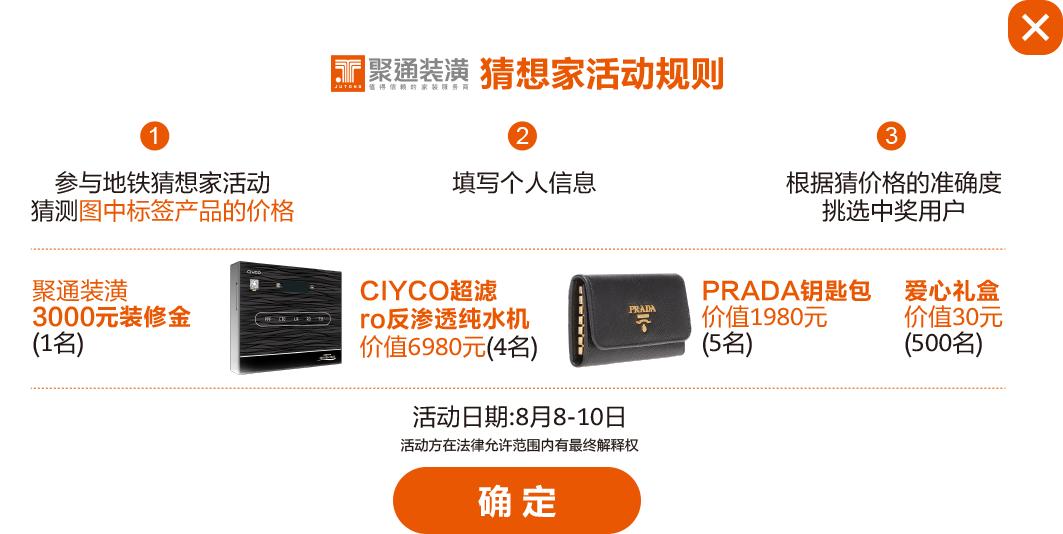 聚通装潢 猜想家活动规则
JUTONG 值得信赖的家装服务商
1
参与地铁猜想家活动
猜测图中标签产品的价格
2
填写个人信息
3
根据猜价格的准确度
挑选中奖用户
聚通装潢
3000元装修金
(1名)
CIYCO
CIYCO超滤
ro反渗透纯水机
价值6980元(4名)
PRADA
PRADA钥匙包
价值1980元
(5名)
爱心礼盒
价值30元
(500名)
活动日期:8月8-10日
活动方在法律允许范围内有最终解释权
确定